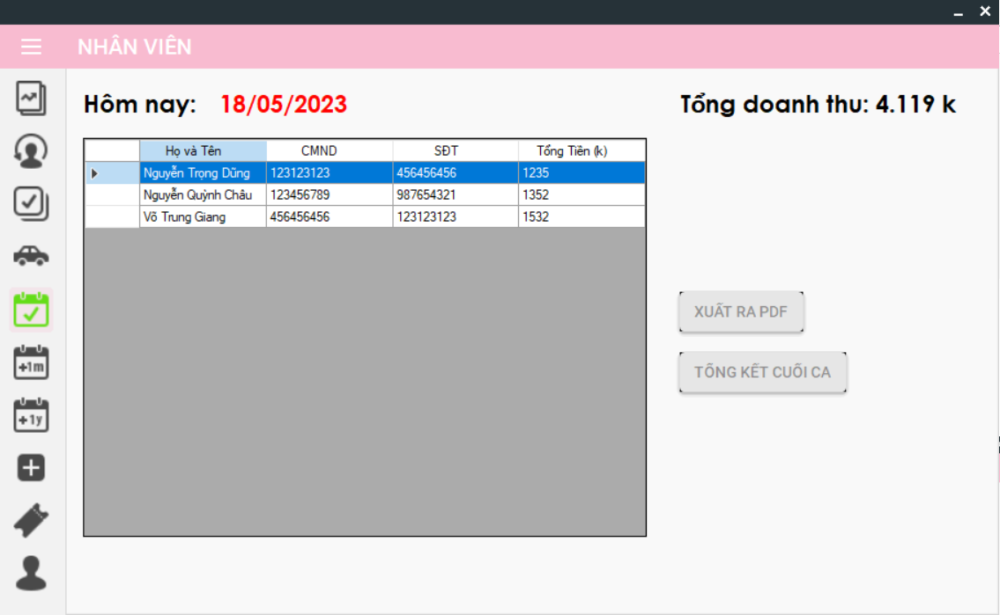 NHÂN VIÊN
Hôm nay: 18/05/2023
Tổng doanh thu: 4.119 k
Họ và Tên CMND SĐT Tổng Tiền (k)
Nguyễn Trọng Dũng 123123123 456456456 1235
Nguyễn Quỳnh Châu 123456789 987654321 1352
Võ Trung Giang 456456456 123123123 1532
XUẤT RA PDF
TỔNG KẾT CUỐI CA
+1m
+1y